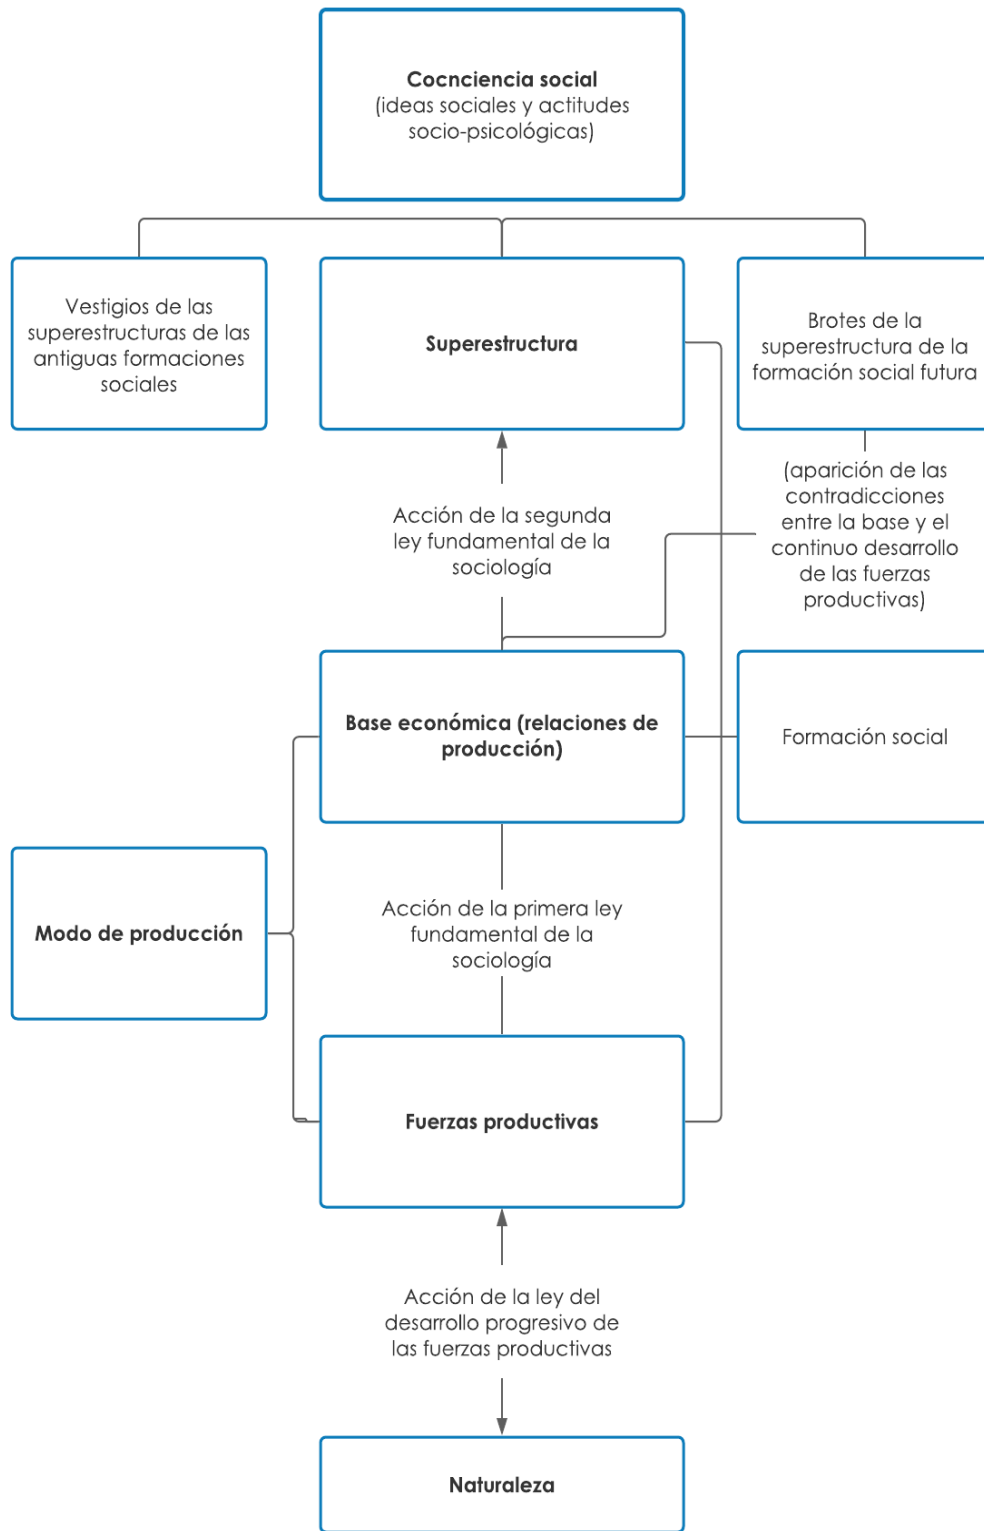 Cocnciencia social
(ideas sociales y actitudes
socio-psicológicas)
Vestigios de las
superestructuras de las
antiguas formaciones
sociales
Superestructura
Brotes de la
superestructura de la
formación social futura
(aparición de las
contradicciones
entre la base y el
continuo desarrollo
de las fuerzas
productivas)
Acción de la segunda
ley fundamental de la
sociología
Base económica (relaciones de
producción)
Formación social
Modo de producción
Acción de la primera ley
fundamental de la
sociología
Fuerzas productivas
Acción de la ley del
desarrollo progresivo de
las fuerzas productivas
Naturaleza